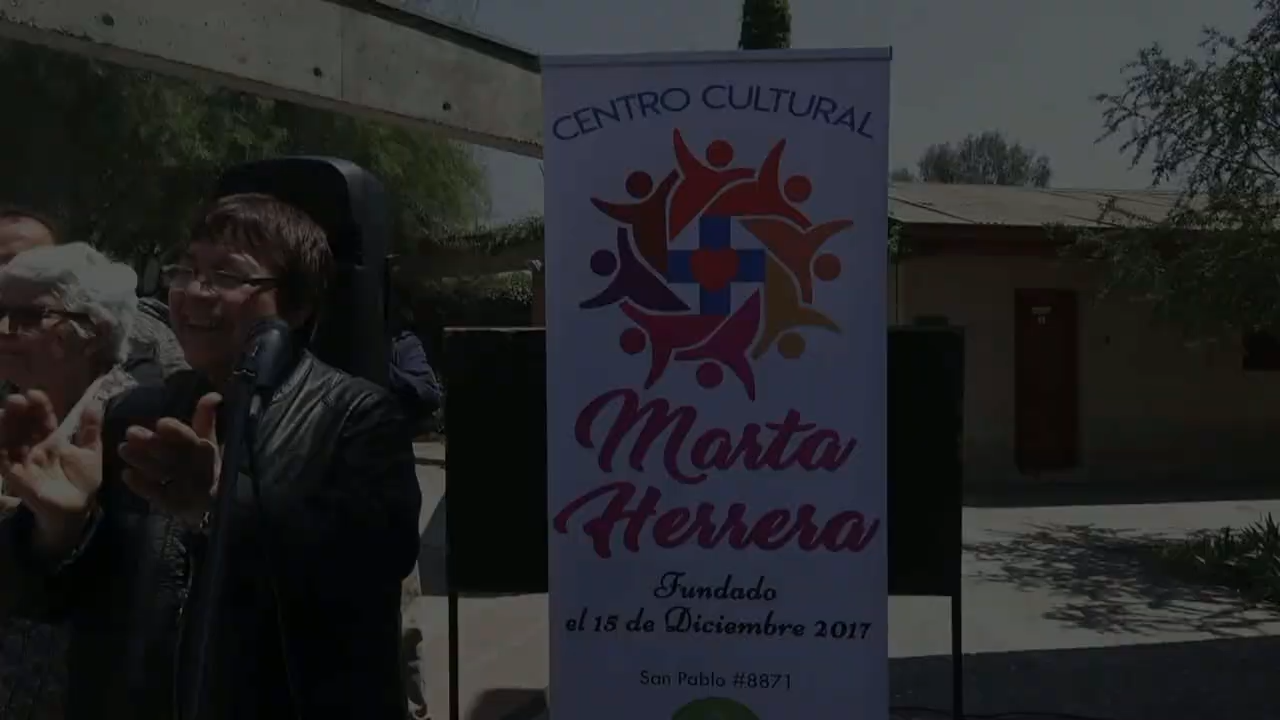 CENTRO CULTURAL
Marta
Herrera
Fundado
el 15 de Diciembre 2017
San Pablo #8871